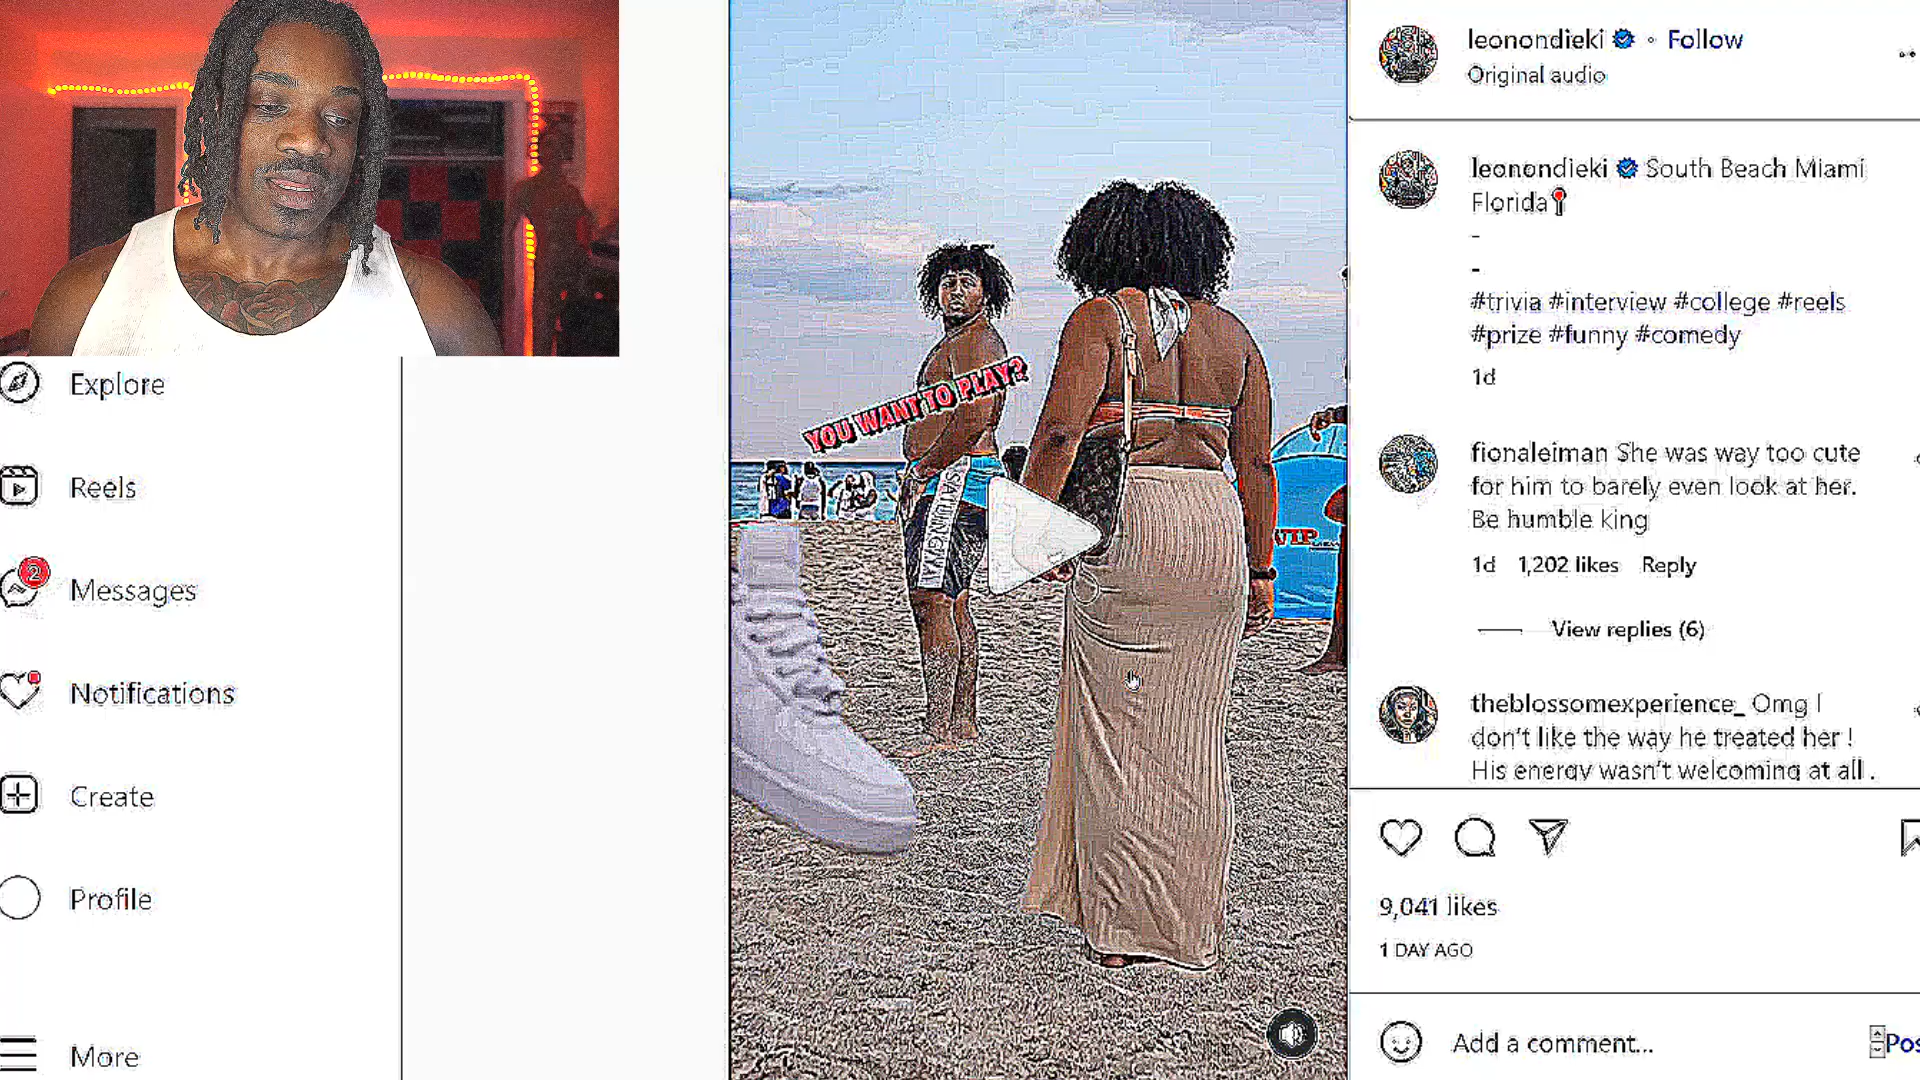 Explore
Reels
2
Messages
Notifications
Create
Profile
More
YOU WANT TO PLAY?
VIP
leonondieki • Follow
Original audio
leonondieki South Beach Miami
Florida📍
-
-
#trivia #interview #college #reels
#prize #funny #comedy
1d
fionaleiman She was way too cute
for him to barely even look at her.
Be humble king
1d 1,202 likes Reply
View replies (6)
theblossomexperience_ Omg I
don't like the way he treated her !
His energy wasn't welcoming at all .
9,041 likes
1 DAY AGO
Add a comment...
Pos